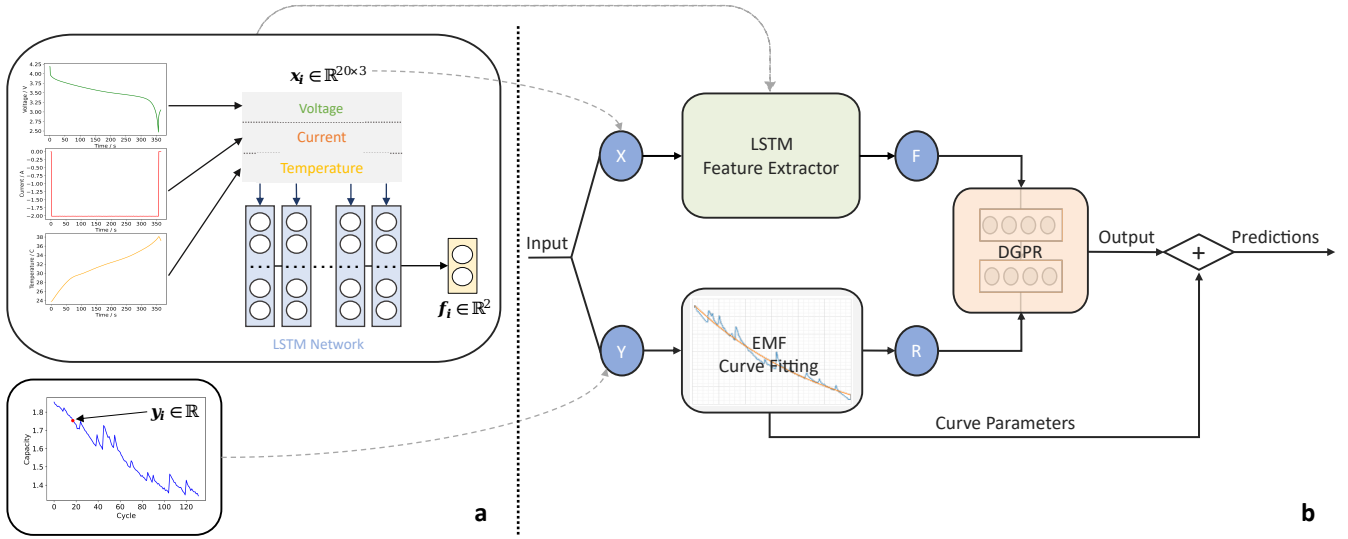 4.25
4.00
3.75
3.50
3.25
3.00
2.75
2.50
Voltage / V
0 50 100 150 200 250 300 350
Time / s
0.00
−0.25
−0.50
−0.75
−1.00
−1.25
−1.50
−1.75
−2.00
Current / A
0 50 100 150 200 250 300 350
Time / s
38
36
34
32
30
28
26
24
Temperature / C
0 50 100 150 200 250 300 350
Time / s
x_i ∈ ℝ^{20×3}
Voltage
Current
Temperature
f_i ∈ ℝ^2
LSTM Network
1.8
1.7
1.6
1.5
1.4
Capacity
0 20 40 60 80 100 120
Cycle
y_i ∈ ℝ
a
Input
X
LSTM
Feature Extractor
F
Y
EMF
Curve Fitting
R
DGPR
Output
+
Predictions
Curve Parameters
b